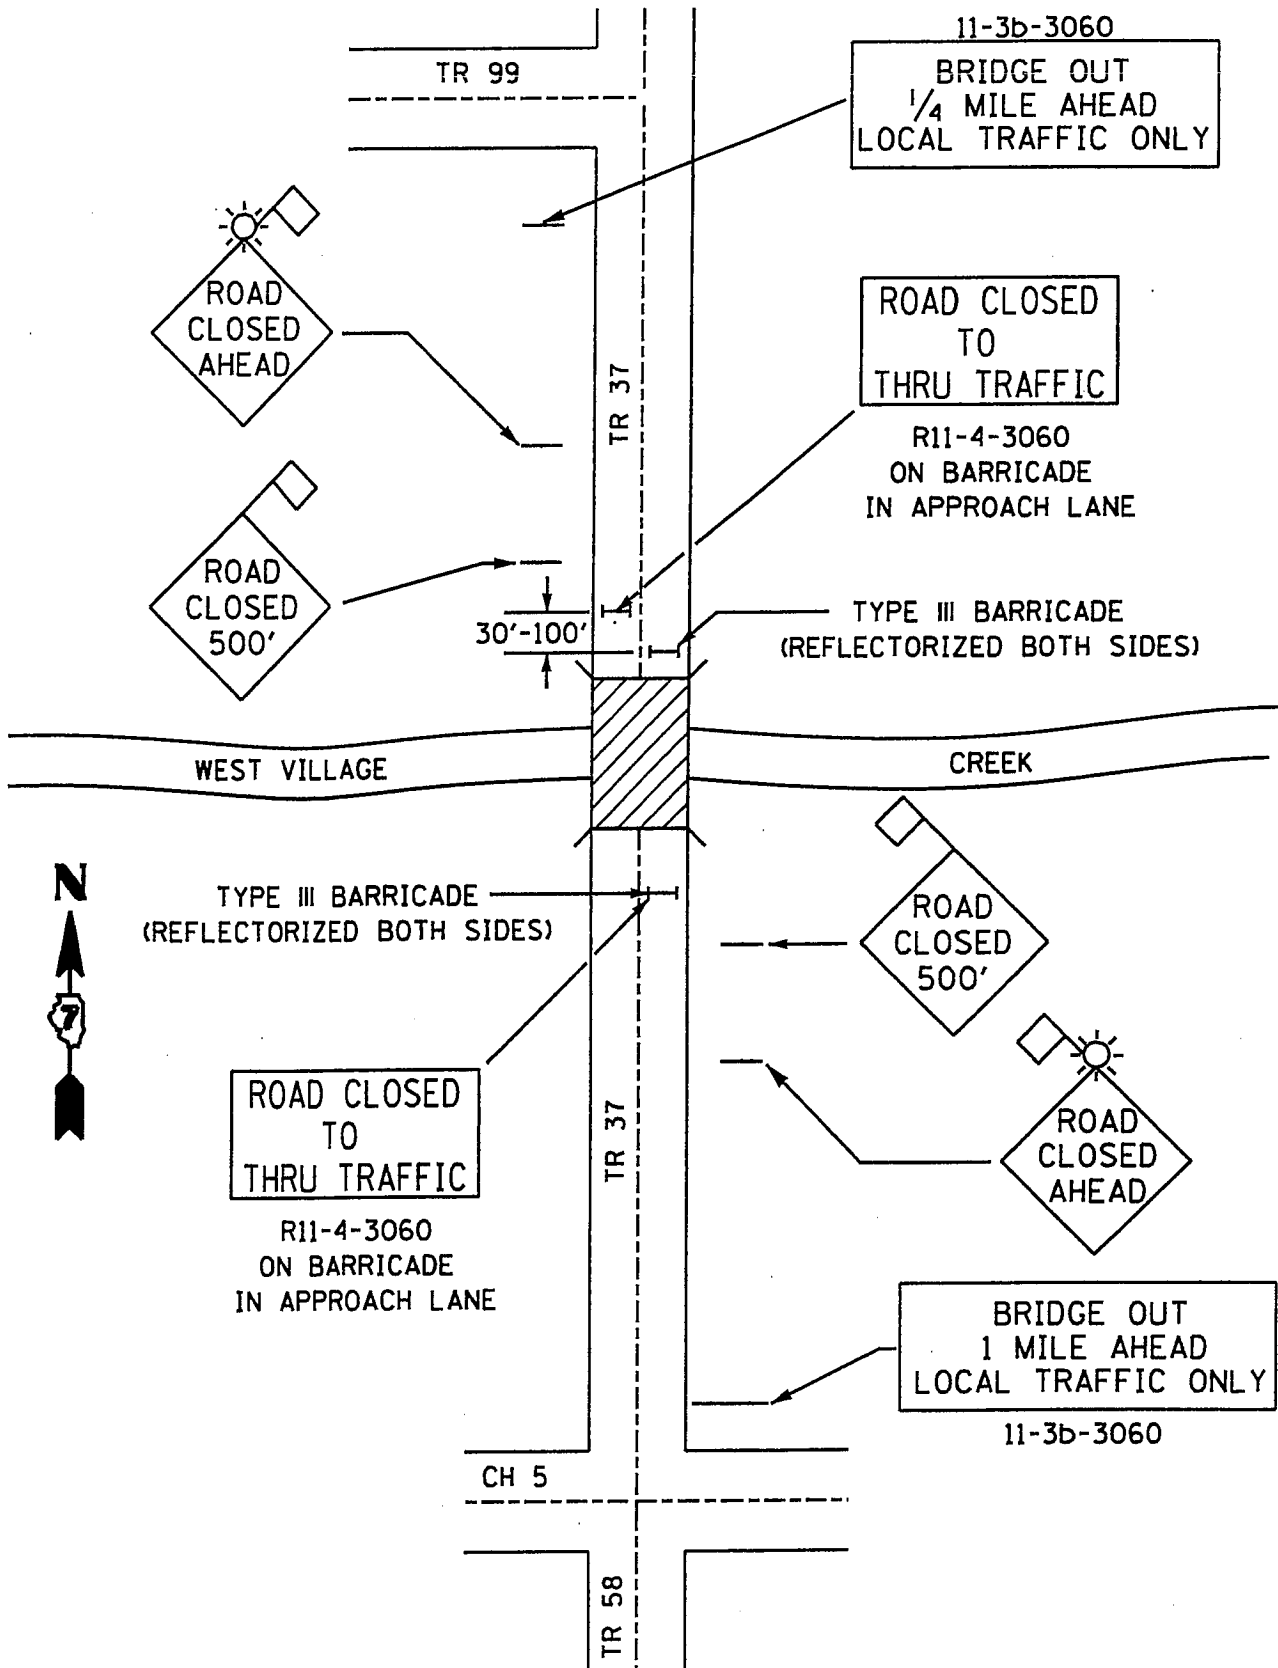 11-3b-3060
TR 99
BRIDGE OUT
1/4 MILE AHEAD
LOCAL TRAFFIC ONLY
ROAD
CLOSED
AHEAD
ROAD CLOSED
TO
THRU TRAFFIC
TR 37
R11-4-3060
ON BARRICADE
IN APPROACH LANE
ROAD
CLOSED
500'
30'-100'
TYPE III BARRICADE
(REFLECTORIZED BOTH SIDES)
WEST VILLAGE
CREEK
N
7
TYPE III BARRICADE
(REFLECTORIZED BOTH SIDES)
ROAD
CLOSED
500'
ROAD CLOSED
TO
THRU TRAFFIC
TR 37
ROAD
CLOSED
AHEAD
R11-4-3060
ON BARRICADE
IN APPROACH LANE
BRIDGE OUT
1 MILE AHEAD
LOCAL TRAFFIC ONLY
11-3b-3060
CH 5
TR 58